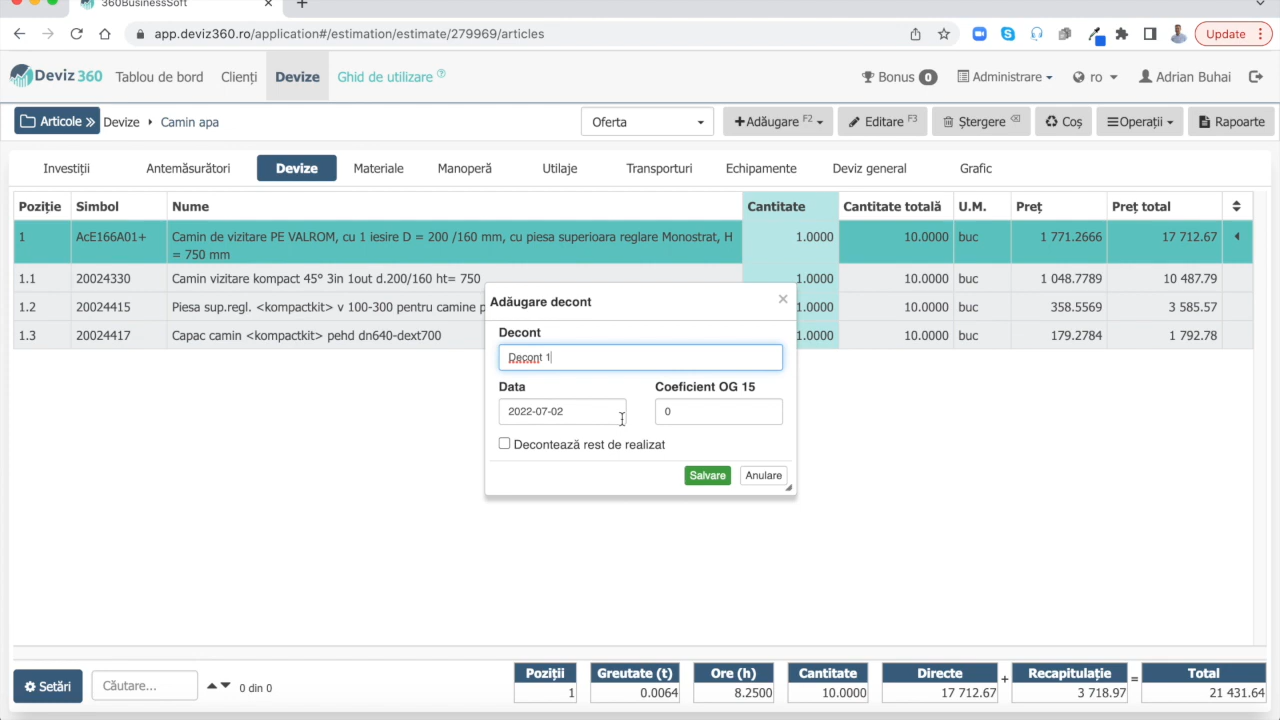 360BusinessSoft
app.deviz360.ro/application#/estimation/estimate/279969/articles
Update
Deviz 360
Tablou de bord
Clienți
Devize
Ghid de utilizare
Bonus 0
Administrare
ro
Adrian Buhai
Articole
Devize
Camin apa
Oferta
Adăugare F2
Editare F3
Ștergere
Coș
Operații
Rapoarte
Investiții
Antemăsurători
Devize
Materiale
Manoperă
Utilaje
Transporturi
Echipamente
Deviz general
Grafic
Poziție Simbol Nume Cantitate Cantitate totală U.M. Preț Preț total
1 AcE166A01+ Camin de vizitare PE VALROM, cu 1 iesire D = 200 /160 mm, cu piesa superioara reglare Monostrat, H 1.0000 10.0000 buc 1 771.2666 17 712.67
= 750 mm
1.1 20024330 Camin vizitare kompact 45° 3in 1out d.200/160 ht= 750 1.0000 10.0000 buc 1 048.7789 10 487.79
1.2 20024415 Piesa sup.regl. <kompactkit> v 100-300 pentru camine p 1.0000 10.0000 buc 358.5569 3 585.57
1.3 20024417 Capac camin <kompactkit> pehd dn640-dext700 1.0000 10.0000 buc 179.2784 1 792.78
Adăugare decont
×
Decont
Decont 1
Data Coeficient OG 15
2022-07-02 0
Decontează rest de realizat
Salvare Anulare
Setări
Căutare...
0 din 0
Poziții Greutate (t) Ore (h) Cantitate Directe + Recapitulație = Total
1 0.0064 8.2500 10.0000 17 712.67 3 718.97 21 431.64